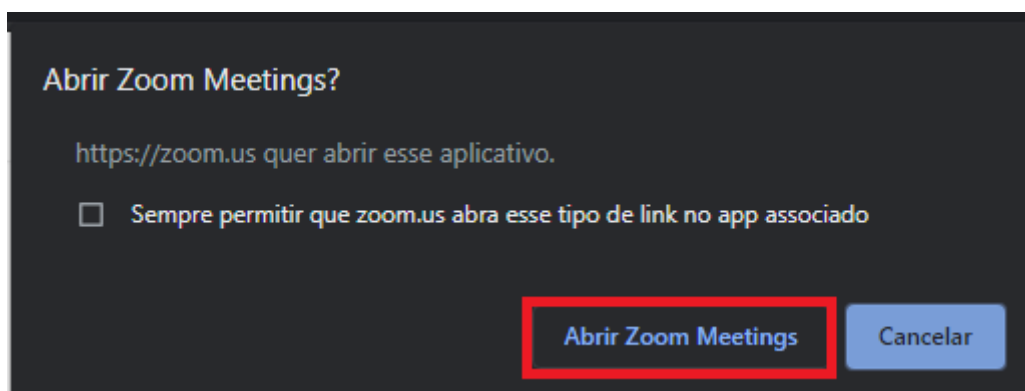 Abrir Zoom Meetings?
https://zoom.us quer abrir esse aplicativo.
Sempre permitir que zoom.us abra esse tipo de link no app associado
Abrir Zoom Meetings
Cancelar